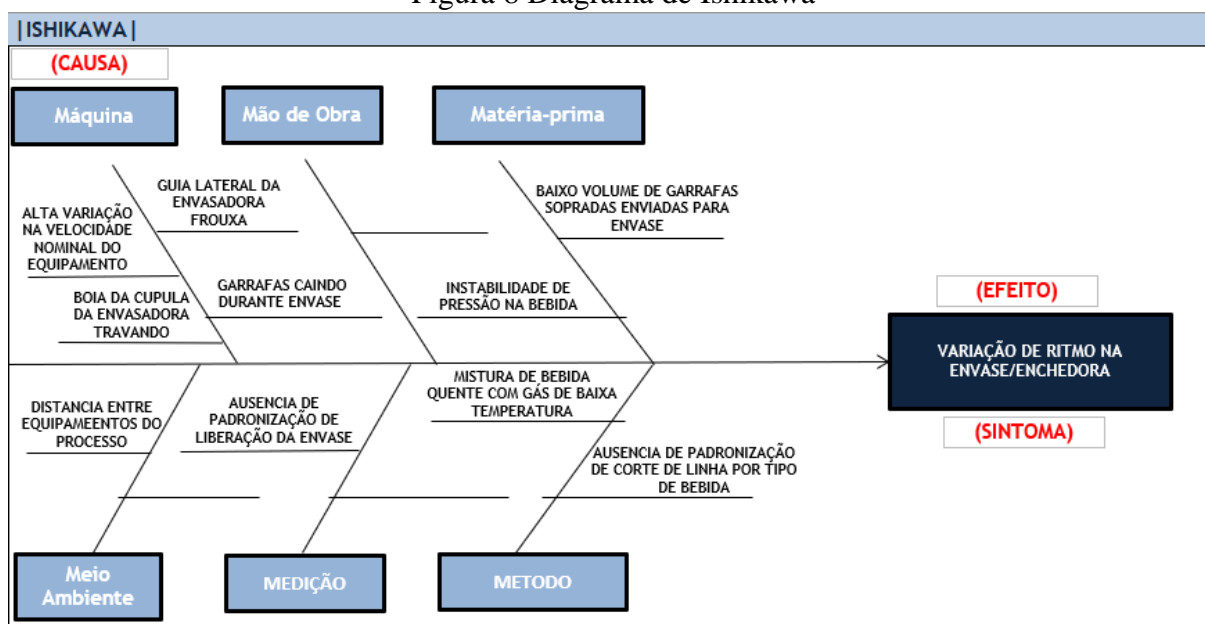 Figura 8 Diagrama de Ishikawa
|ISHIKAWA|
(CAUSA)
Máquina
Mão de Obra
Matéria-prima
GUIA LATERAL DA
ENVASADORA
FROUXA
ALTA VARIAÇÃO
NA VELOCIDADE
NOMINAL DO
EQUIPAMENTO
BAIXO VOLUME DE GARRAFAS
SOPRADAS ENVIADAS PARA
ENVASE
BOIA DA CUPULA
DA ENVASADORA
TRAVANDO
GARRAFAS CAINDO
DURANTE ENVASE
INSTABILIDADE DE
PRESSÃO NA BEBIDA
(EFEITO)
VARIAÇÃO DE RITMO NA
ENVASE/ENCHEDORA
(SINTOMA)
DISTANCIA ENTRE
EQUIPAMEENTOS DO
PROCESSO
AUSENCIA DE
PADRONIZAÇÃO DE
LIBERAÇÃO DA ENVASE
MISTURA DE BEBIDA
QUENTE COM GÁS DE BAIXA
TEMPERATURA
AUSENCIA DE PADRONIZAÇÃO
DE CORTE DE LINHA POR TIPO
DE BEBIDA
Meio
Ambiente
MEDIÇÃO
METODO